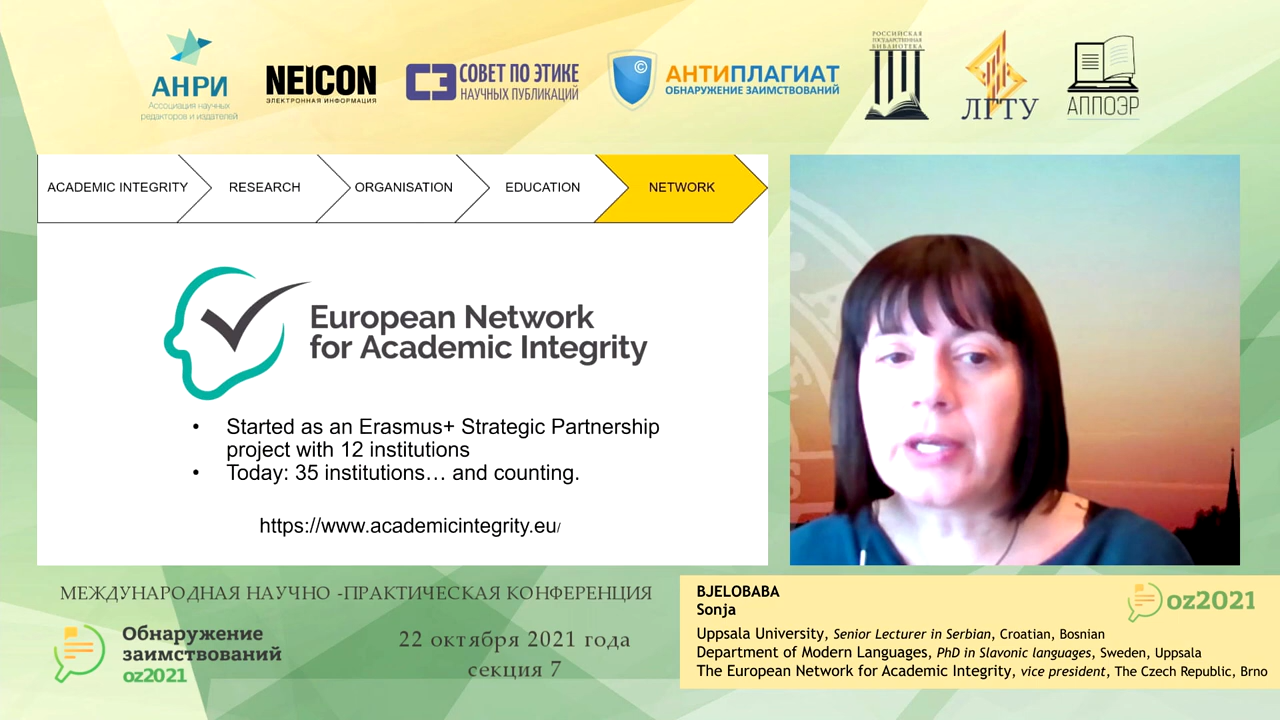 АНРИ
Ассоциация научных
редакторов и издателей
NEICON
ЭЛЕКТРОННАЯ ИНФОРМАЦИЯ
СЭ
СОВЕТ ПО ЭТИКЕ
НАУЧНЫХ ПУБЛИКАЦИЙ
©
АНТИПЛАГИАТ
ОБНАРУЖЕНИЕ ЗАИМСТВОВАНИЙ
РОССИЙСКАЯ
ГОСУДАРСТВЕННАЯ
БИБЛИОТЕКА
ЛГТУ
АППОЭР
ACADEMIC INTEGRITY
RESEARCH
ORGANISATION
EDUCATION
NETWORK
European Network
for Academic Integrity
• Started as an Erasmus+ Strategic Partnership
project with 12 institutions
• Today: 35 institutions… and counting.
https://www.academicintegrity.eu/
МЕЖДУНАРОДНАЯ НАУЧНО -ПРАКТИЧЕСКАЯ КОНФЕРЕНЦИЯ
Обнаружение
заимствований
oz2021
22 октября 2021 года
секция 7
BJELOBABA
Sonja
oz2021
Uppsala University, Senior Lecturer in Serbian, Croatian, Bosnian
Department of Modern Languages, PhD in Slavonic languages, Sweden, Uppsala
The European Network for Academic Integrity, vice president, The Czech Republic, Brno